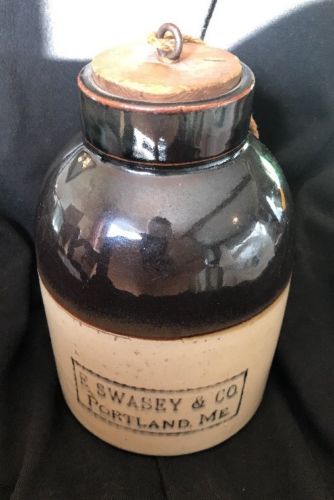 E. SWASEY & CO.
PORTLAND, ME.